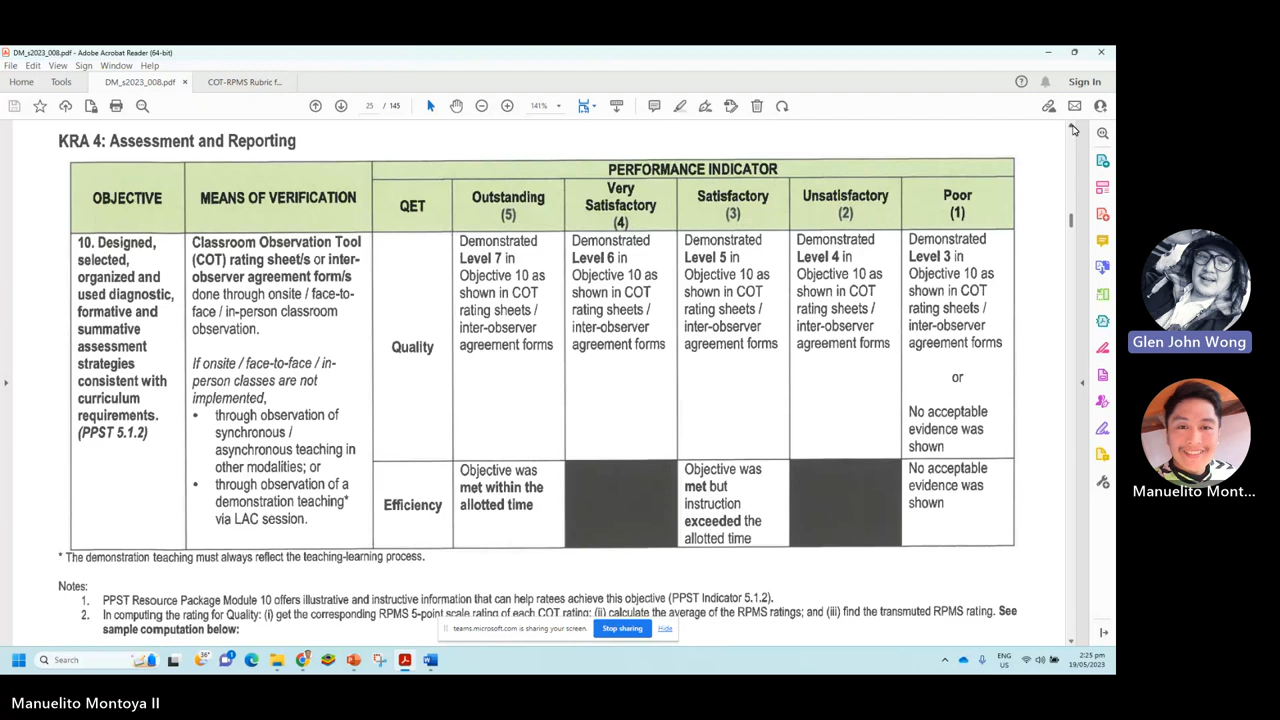 DM_s2023_008.pdf - Adobe Acrobat Reader (64-bit)
File Edit View Sign Window Help
Home Tools DM_s2023_008.pdf × COT-RPMS Rubric f... Sign In
25 / 145 141%
KRA 4: Assessment and Reporting
PERFORMANCE INDICATOR
OBJECTIVE
MEANS OF VERIFICATION
QET
Outstanding
(5)
Very
Satisfactory
(4)
Satisfactory
(3)
Unsatisfactory
(2)
Poor
(1)
10. Designed,
selected,
organized and
used diagnostic,
formative and
summative
assessment
strategies
consistent with
curriculum
requirements.
(PPST 5.1.2)
Classroom Observation Tool
(COT) rating sheet/s or inter-
observer agreement form/s
done through onsite / face-to-
face / in-person classroom
observation.
If onsite / face-to-face / in-
person classes are not
implemented,
• through observation of
synchronous /
asynchronous teaching in
other modalities; or
• through observation of a
demonstration teaching*
via LAC session.
Quality
Demonstrated
Level 7 in
Objective 10 as
shown in COT
rating sheets /
inter-observer
agreement forms
Demonstrated
Level 6 in
Objective 10 as
shown in COT
rating sheets /
inter-observer
agreement forms
Demonstrated
Level 5 in
Objective 10 as
shown in COT
rating sheets /
inter-observer
agreement forms
Demonstrated
Level 4 in
Objective 10 as
shown in COT
rating sheets /
inter-observer
agreement forms
Demonstrated
Level 3 in
Objective 10 as
shown in COT
rating sheets /
inter-observer
agreement forms
or
No acceptable
evidence was
shown
Efficiency
Objective was
met within the
allotted time
Objective was
met but
instruction
exceeded the
allotted time
No acceptable
evidence was
shown
* The demonstration teaching must always reflect the teaching-learning process.
Notes:
1. PPST Resource Package Module 10 offers illustrative and instructive information that can help ratees achieve this objective (PPST Indicator 5.1.2).
2. In computing the rating for Quality: (i) get the corresponding RPMS 5-point scale rating of each COT rating; (ii) calculate the average of the RPMS ratings; and (iii) find the transmuted RPMS rating. See
sample computation below:
teams.microsoft.com is sharing your screen. Stop sharing Hide
Search
36°
ENG
US
2:25 pm
19/05/2023
Glen John Wong
Manuelito Mont...
Manuelito Montoya II